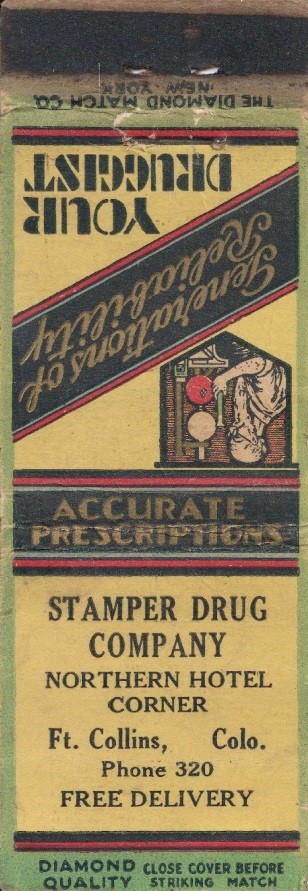 THE DIAMOND MATCH CO.
NEW YORK
YOUR
DRUGGIST
Generations of
Reliability
ACCURATE
PRESCRIPTIONS
STAMPER DRUG
COMPANY
NORTHERN HOTEL
CORNER
Ft. Collins, Colo.
Phone 320
FREE DELIVERY
DIAMOND QUALITY
CLOSE COVER BEFORE
STRIKING MATCH